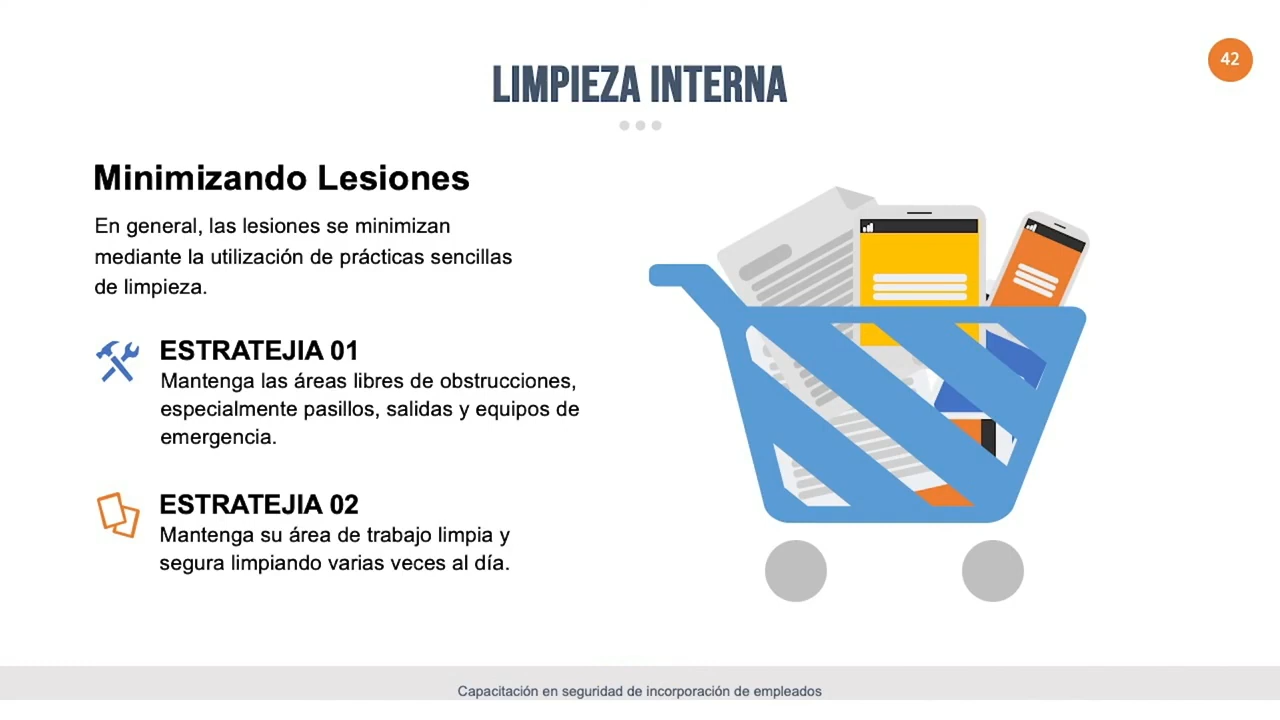 42
LIMPIEZA INTERNA
Minimizando Lesiones
En general, las lesiones se minimizan
mediante la utilización de prácticas sencillas
de limpieza.
ESTRATEJIA 01
Mantenga las áreas libres de obstrucciones,
especialmente pasillos, salidas y equipos de
emergencia.
ESTRATEJIA 02
Mantenga su área de trabajo limpia y
segura limpiando varias veces al día.
Capacitación en seguridad de incorporación de empleados